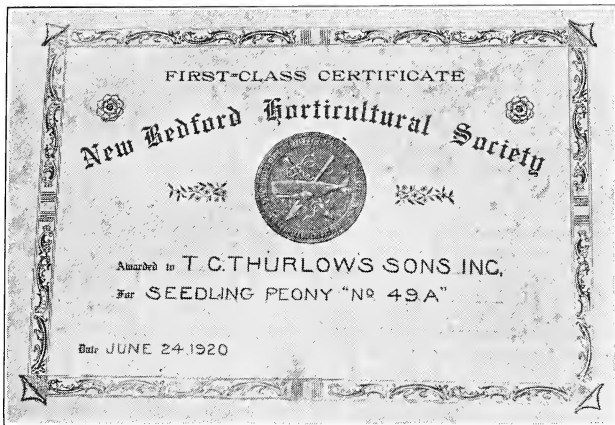 FIRST=CLASS CERTIFICATE
New Bedford Horticultural Society
Awarded to T.C.THURLOWS SONS INC,
For SEEDLING PEONY "No 49.A"
Date JUNE 24,1920